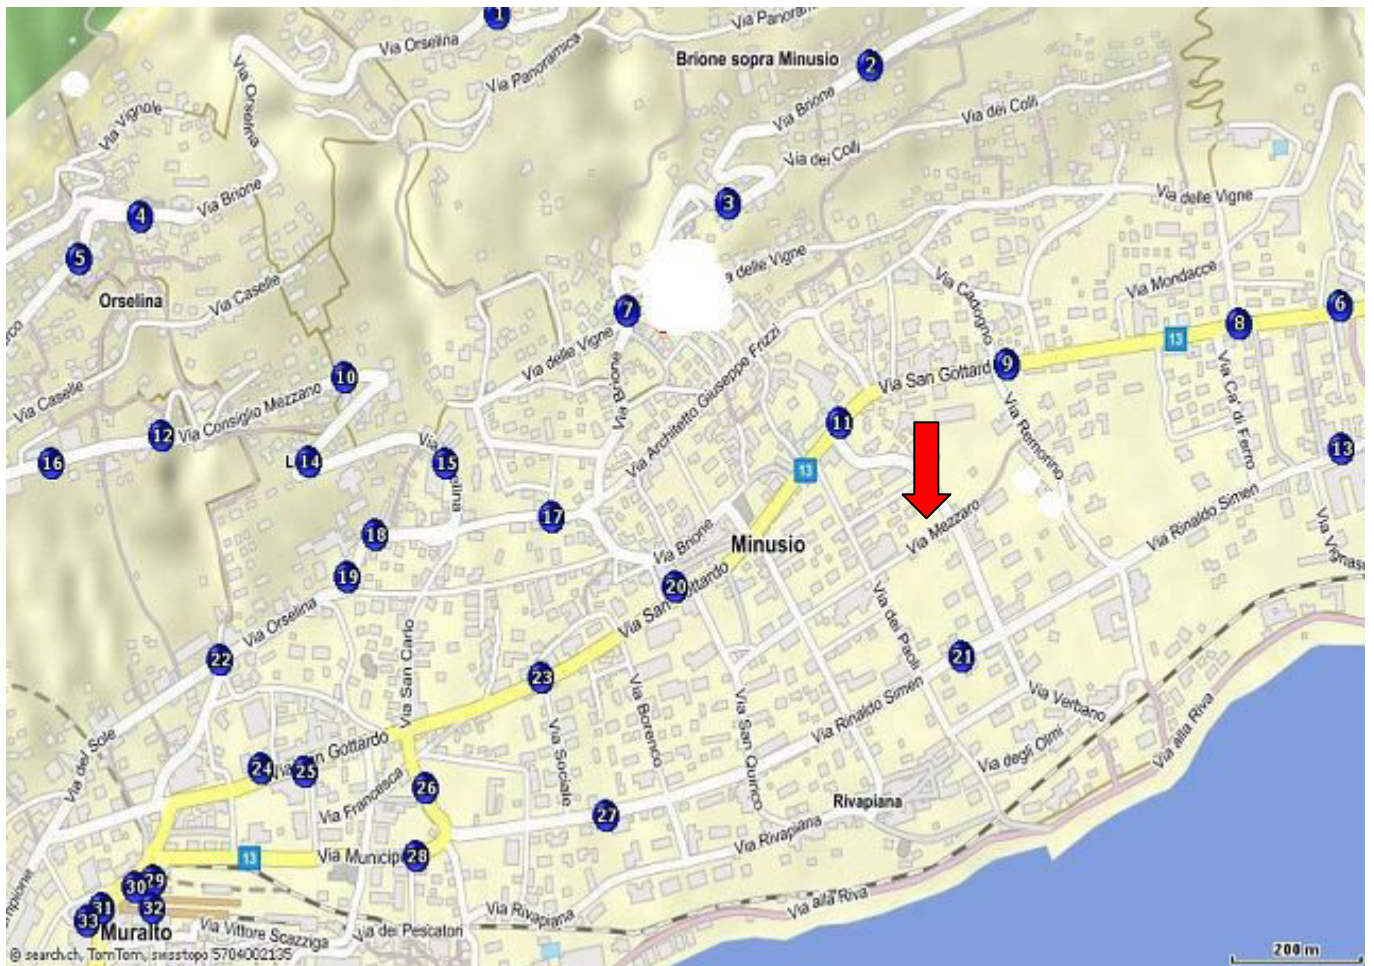 1
Via Orselina
Via Panoram
Via Panoramica
Brione sopra Minusio
2
Via Orselina
Via Vignole
Via Brione
Via dei Colli
Via dei Colli
3
Via Brione
4
Via delle Vigne
5
Orselina
Via Caselle
a delle Vigne
Via Cadogno
Via Mondacce
6
7
8
13
Via delle Vigne
Via Brione
Via Architetto Giuseppe Frizzi
9
Via San Gottard
Via Ca' di Ferro
10
Via Caselle
Via Consiglio Mezzano
11
Via Remorino
12
13
14
15
16
13
Via Rinaldo Simen
17
Via Mezzaro
Via Vignas
18
Via Brione
Minusio
19
20
Via San Gottardo
Via Orselina
Via dei Paoli
Via San Carlo
21
22
23
Via Rinaldo Simen
Via Verbano
Via Borenco
Via San Quirico
Via alla Riva
Via del Sole
Via San Gottardo
Via Sociale
Via degli Olmi
24
25
26
Via Francesca
27
Rivapiana
Via Rivapiana
13
Via Municip
28
29
30
31
32
33
Muralto
Via Vittore Scazziga
Via dei Pescatori
Via Rivapiana
Via alla Riva
@ search.ch, TomTom, swisstopo 5704002135
200 m